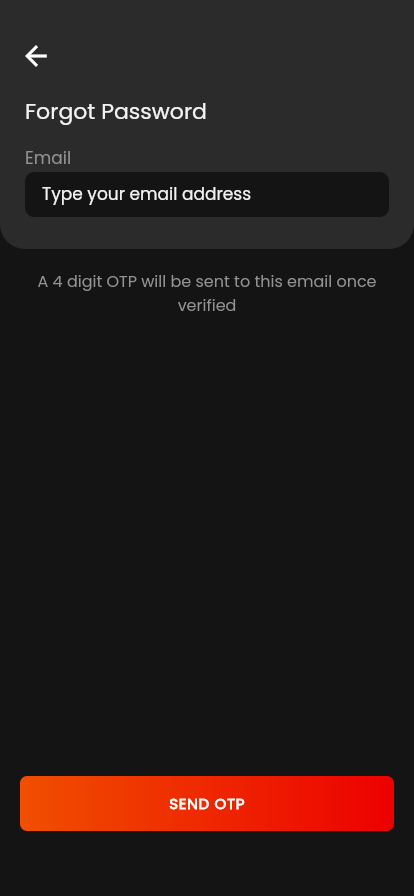 Forgot Password
Email
Type your email address
A 4 digit OTP will be sent to this email once
verified
SEND OTP